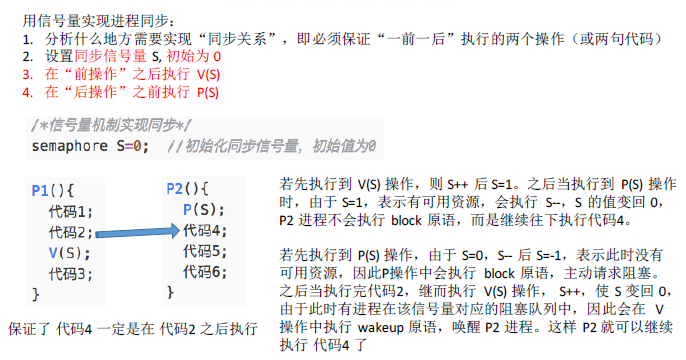 用信号量实现进程同步：
1. 分析什么地方需要实现“同步关系”，即必须保证“一前一后”执行的两个操作（或两句代码）
2. 设置同步信号量 S, 初始为 0
3. 在“前操作”之后执行 V(S)
4. 在“后操作”之前执行 P(S)
/*信号量机制实现同步*/
semaphore S=0; //初始化同步信号量，初始值为0
P1(){
代码1;
代码2;
V(S);
代码3;
}
P2(){
P(S);
代码4;
代码5;
代码6;
}
保证了 代码4 一定是在 代码2 之后执行
若先执行到 V(S) 操作，则 S++ 后 S=1。之后当执行到 P(S) 操作
时，由于 S=1，表示有可用资源，会执行 S--，S 的值变回 0，
P2 进程不会执行 block 原语，而是继续往下执行代码4。
若先执行到 P(S) 操作，由于 S=0，S-- 后 S=-1，表示此时没有
可用资源，因此P操作中会执行 block 原语，主动请求阻塞。
之后当执行完代码2，继而执行 V(S) 操作， S++，使 S 变回 0，
由于此时有进程在该信号量对应的阻塞队列中，因此会在 V
操作中执行 wakeup 原语，唤醒 P2 进程。这样 P2 就可以继续
执行 代码4 了